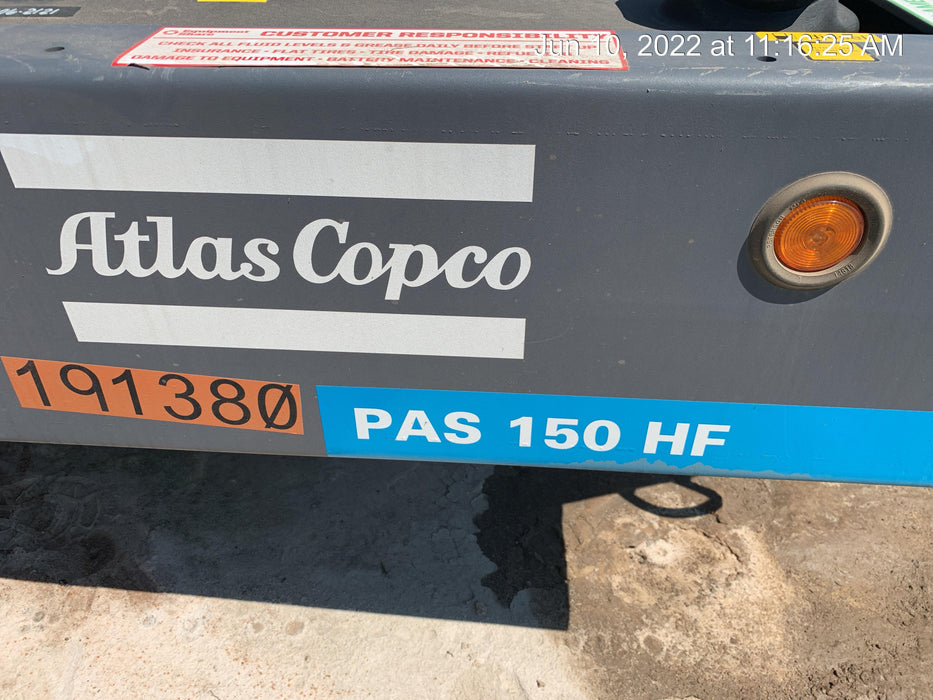 CUSTOMER RESPONSIBILITY
CHECK ALL FLUID LEVELS & GREASE DAILY BEFORE
Jun 10, 2022 at 11:16:25 AM
INSURANCE - FLAT TIRES - TIRE DAMAGE - REFUELING
DAMAGE TO EQUIPMENT - BATTERY MAINTENANCE - CLEANING
Atlas Copco
191380
PAS 150 HF